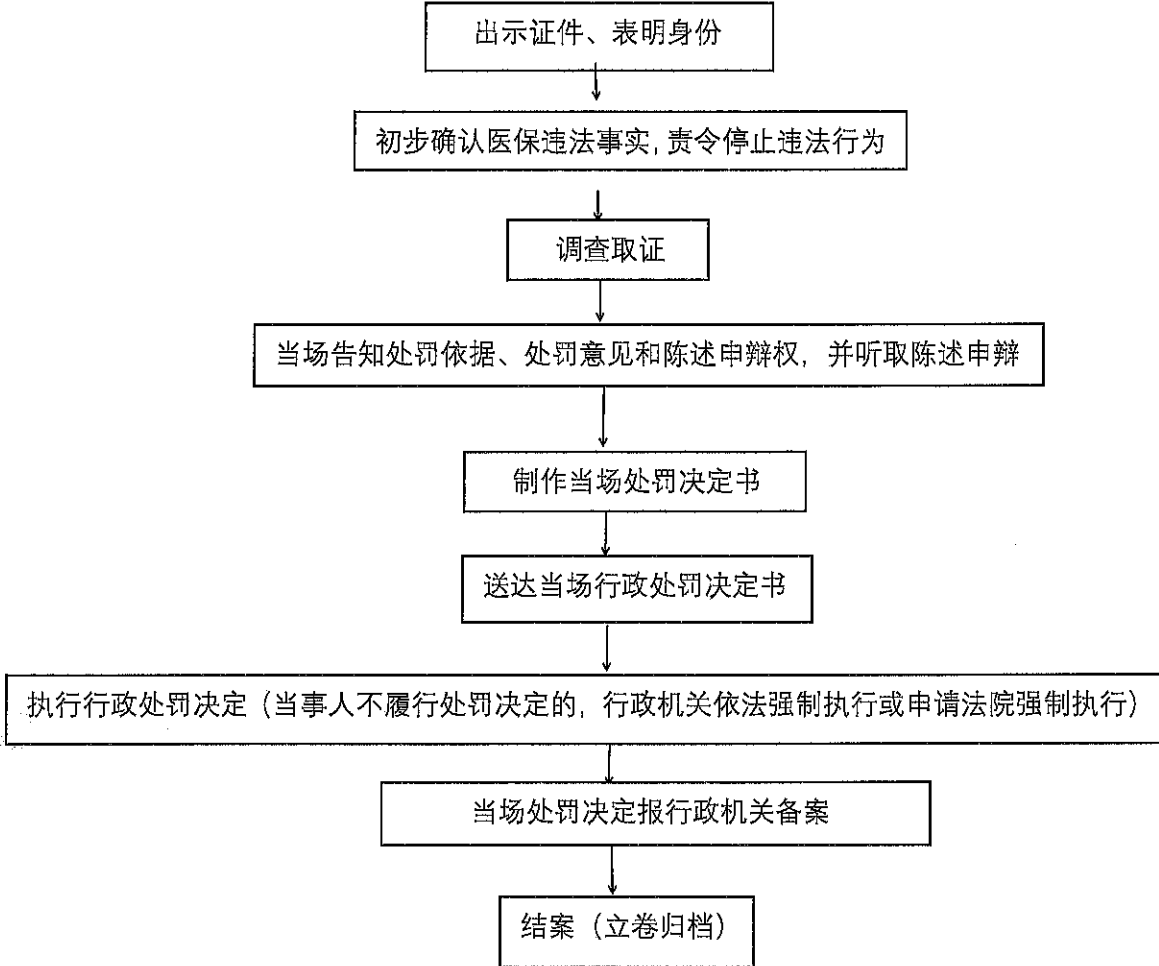 出示证件、表明身份
初步确认医保违法事实,责令停止违法行为
调查取证
当场告知处罚依据、处罚意见和陈述申辩权，并听取陈述申辩
制作当场处罚决定书
送达当场行政处罚决定书
执行行政处罚决定（当事人不履行处罚决定的，行政机关依法强制执行或申请法院强制执行）
当场处罚决定报行政机关备案
结案（立卷归档）